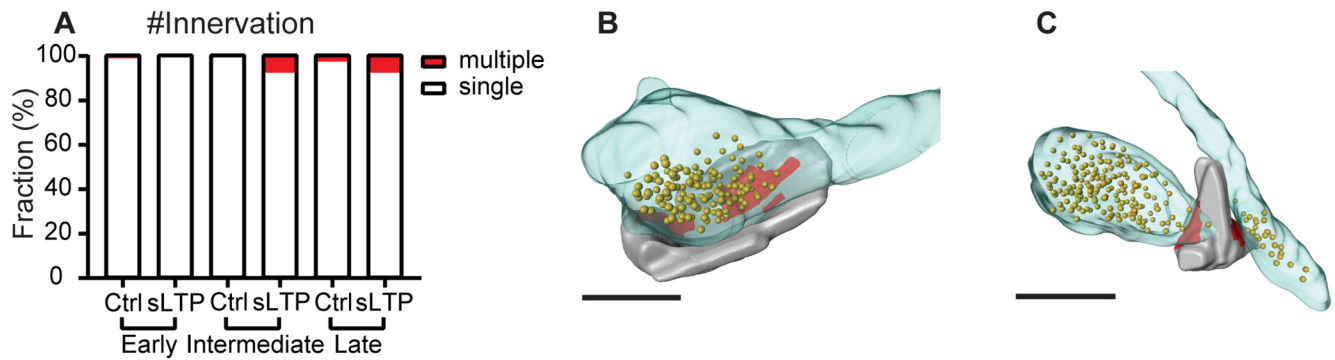 A
#Innervation
B
C
Fraction (%)
100
80
60
40
20
0
multiple
single
Ctrl sLTP Ctrl sLTP Ctrl sLTP
Early Intermediate Late